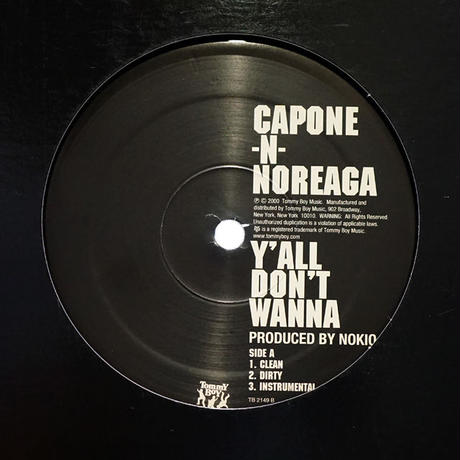 CAPONE
-N-
NOREAGA
℗ © 2000 Tommy Boy Music. Manufactured and
distributed by Tommy Boy Music, 902 Broadway,
New York, New York 10010. WARNING: All Rights Reserved
Unauthorized duplication is a violation of applicable laws.
is a registered trademark of Tommy Boy Music
www.tommyboy.com
Y'ALL
DON'T
WANNA
PRODUCED BY NOKIO
SIDE A
1. CLEAN
2. DIRTY
3. INSTRUMENTAL
TOMMY
BOY
TB 2149 B